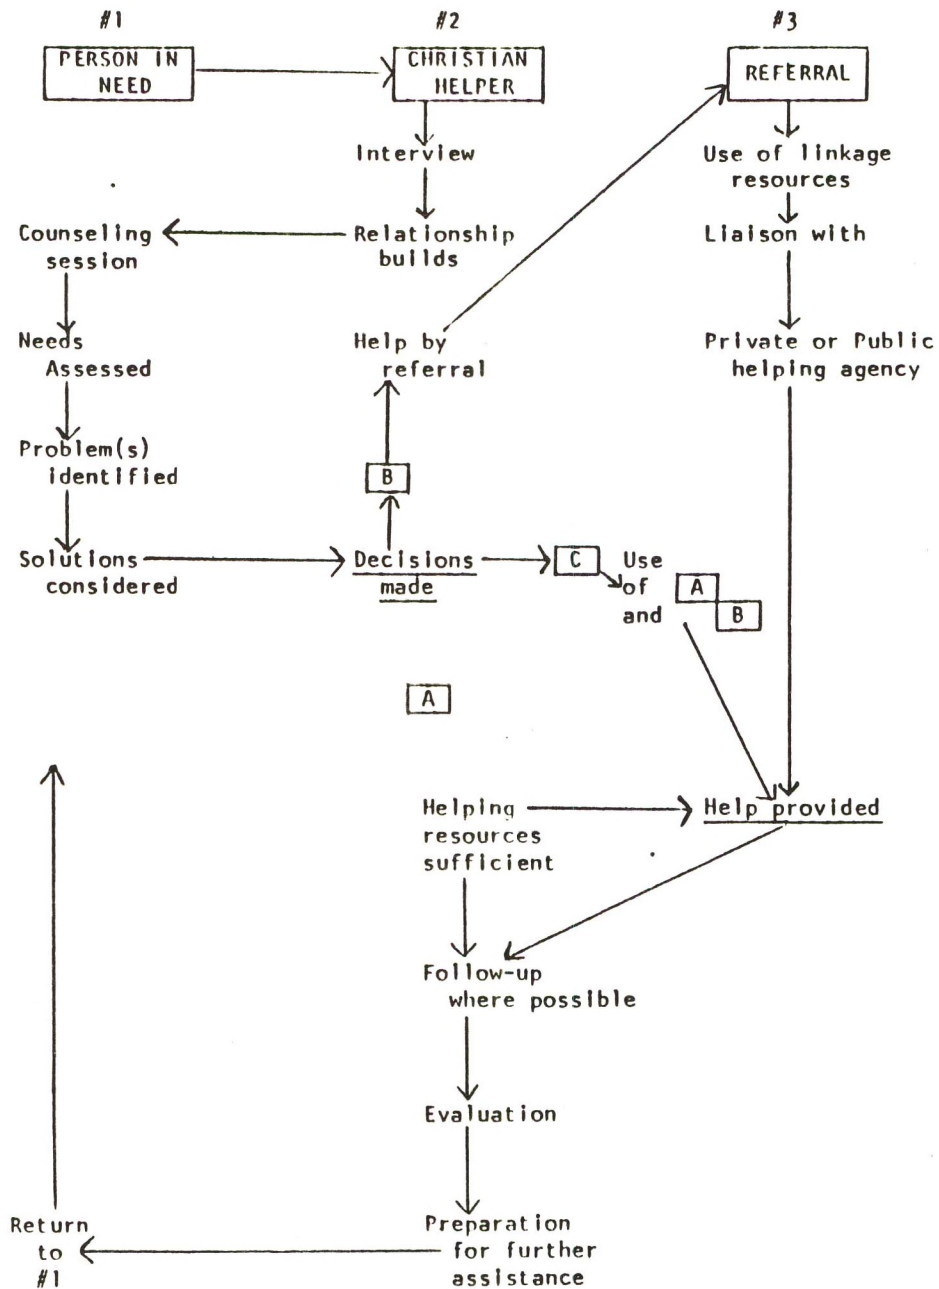 #1
#2
#3
PERSON IN
NEED
CHRISTIAN
HELPER
REFERRAL
Interview
Use of linkage
resources
Counseling
session
Relationship
builds
Liaison with
Needs
Assessed
Help by
referral
Private or Public
helping agency
Problem(s)
identified
B
Solutions
considered
Decisions
made
C
Use
of
and
A
B
A
Helping
resources
sufficient
Help provided
Follow-up
where possible
Evaluation
Return
to
#1
Preparation
for further
assistance